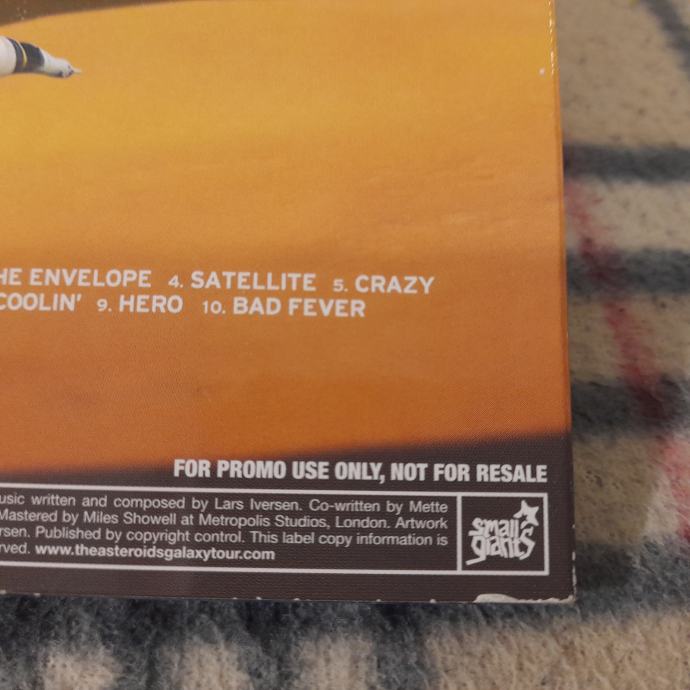 HE ENVELOPE 4. SATELLITE 5. CRAZY
COOLIN' 9. HERO 10. BAD FEVER
FOR PROMO USE ONLY, NOT FOR RESALE
usic written and composed by Lars Iversen. Co-written by Mette
Mastered by Miles Showell at Metropolis Studios, London. Artwork
rsen. Published by copyright control. This label copy information is
rved. www.theasteroidsgalaxytour.com
small
giants